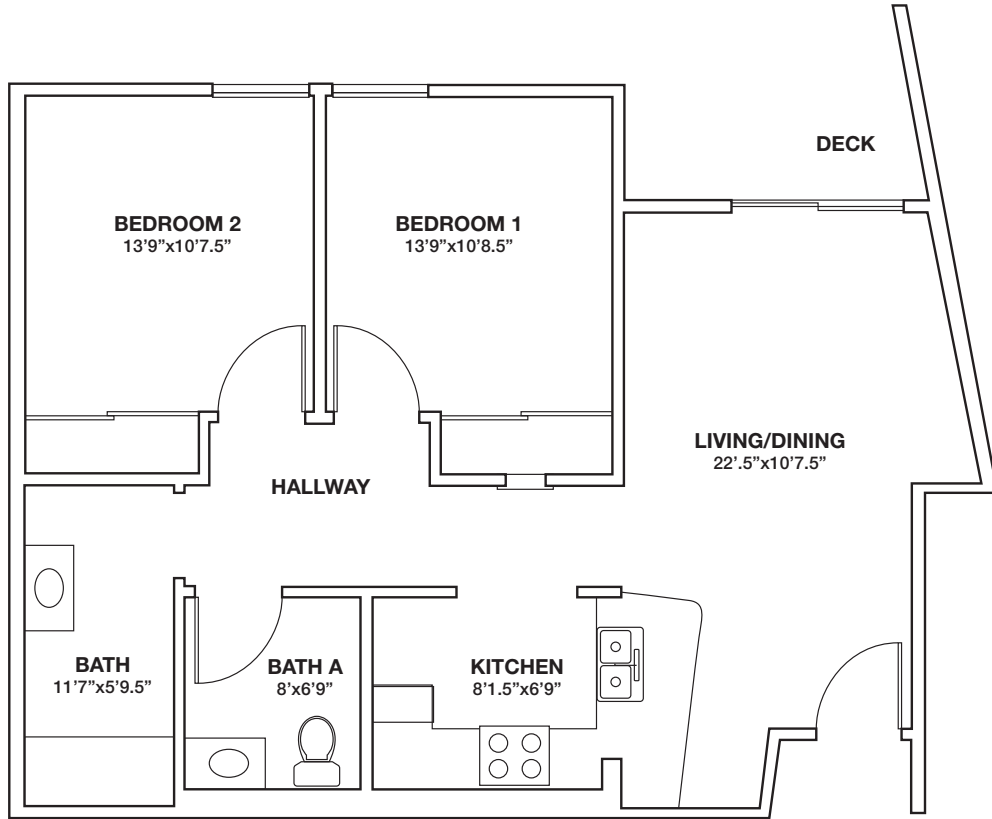 DECK
BEDROOM 2
13’9”x10’7.5”
BEDROOM 1
13’9”x10’8.5”
LIVING/DINING
22’.5”x10’7.5”
HALLWAY
BATH
11’7”x5’9.5”
BATH A
8’x6’9”
KITCHEN
8’1.5”x6’9”